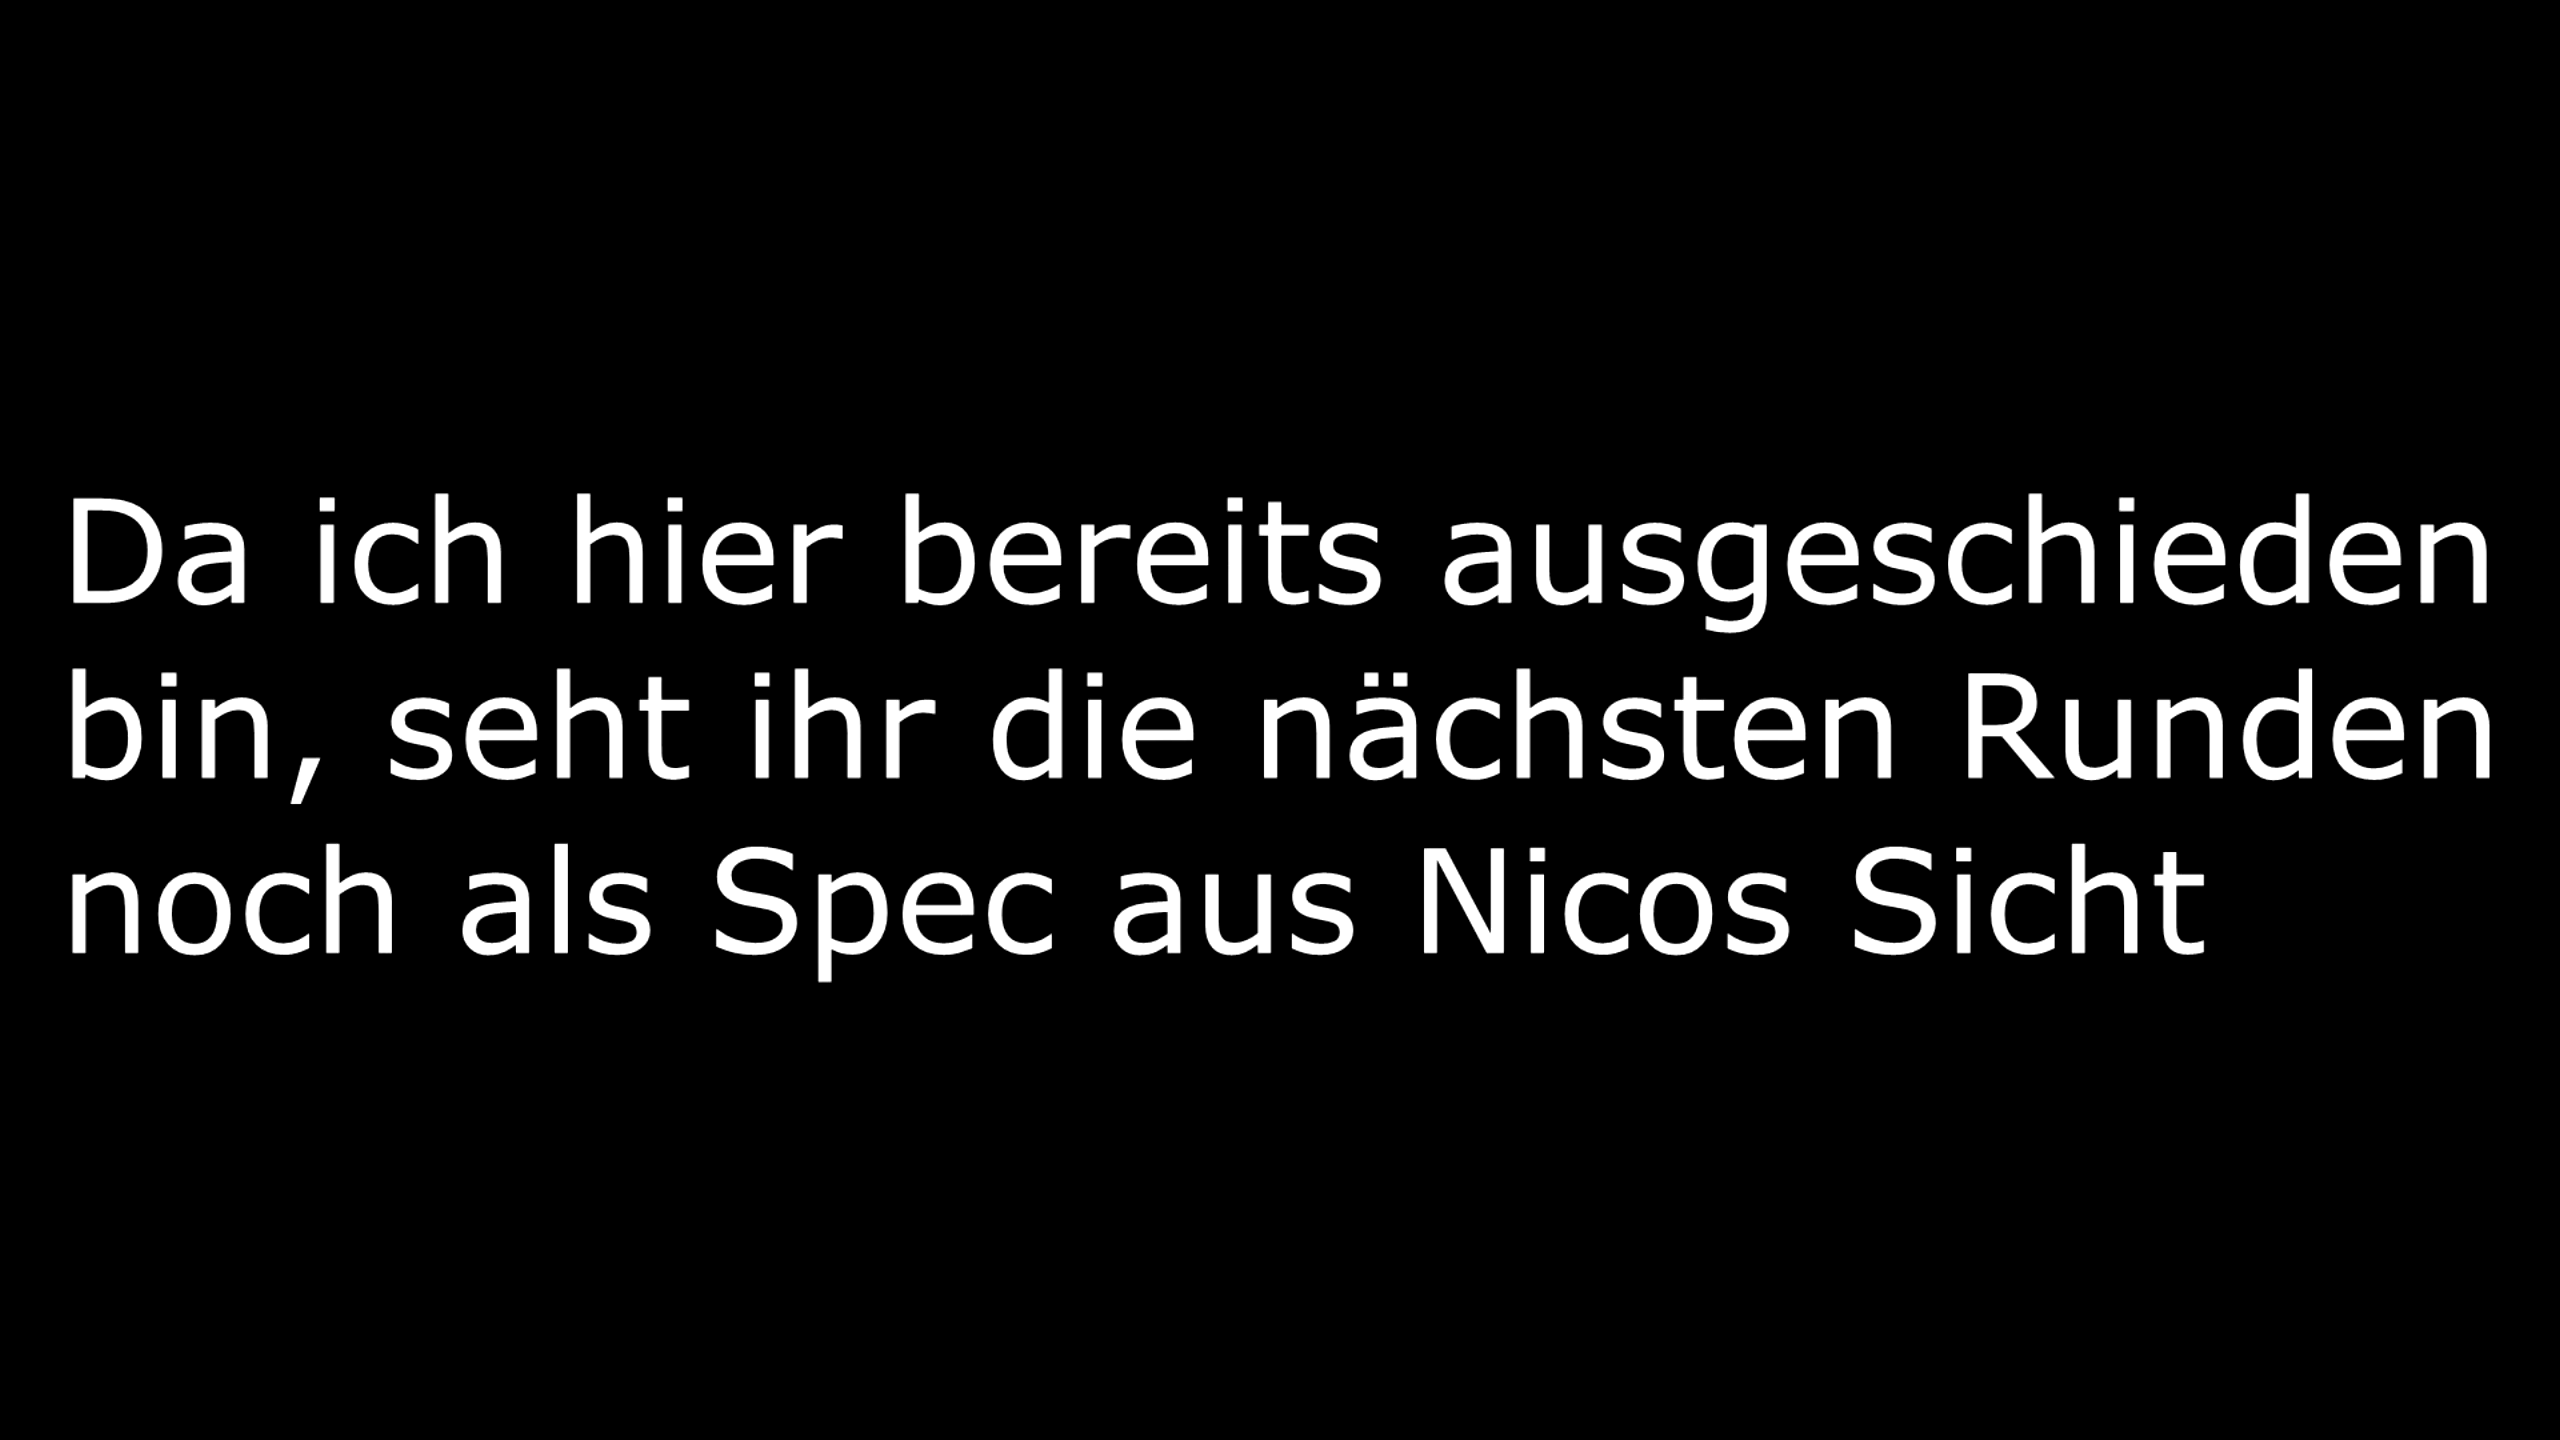 Da ich hier bereits ausgeschieden
bin, seht ihr die nächsten Runden
noch als Spec aus Nicos Sicht